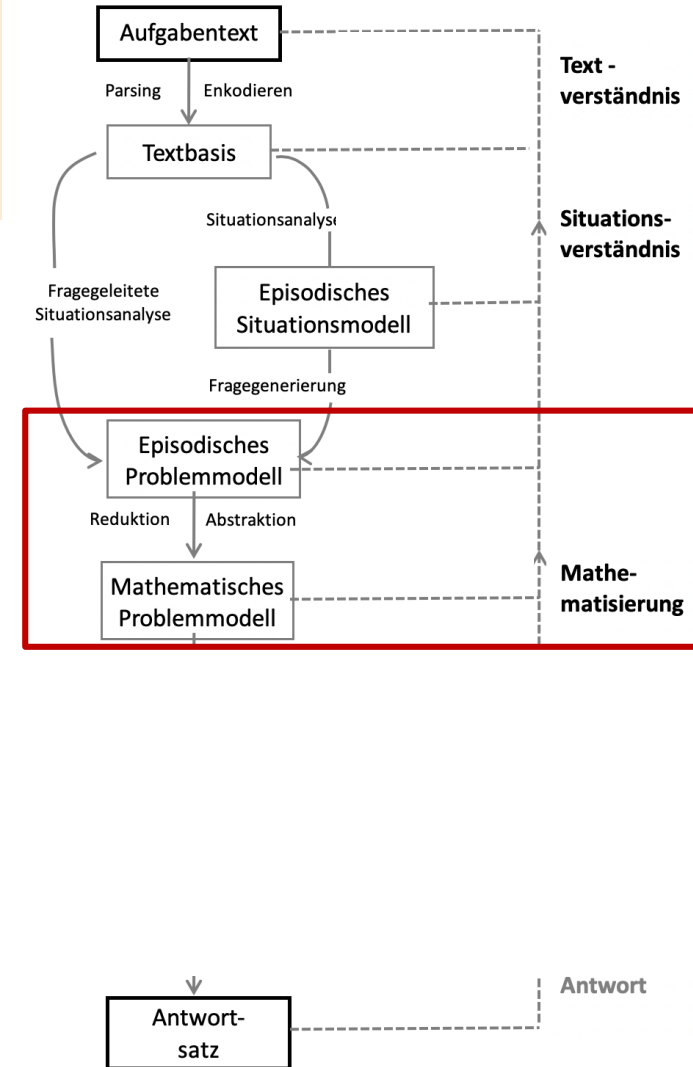 Aufgabentext
Parsing Enkodieren
Text -
verständnis
Textbasis
Situationsanalyse
Situations-
verständnis
Fragegeleitete
Situationsanalyse
Episodisches
Situationsmodell
Fragegenerierung
Episodisches
Problemmodell
Reduktion Abstraktion
Mathematisches
Problemmodell
Mathe-
matisierung
Antwort
Antwort-
satz